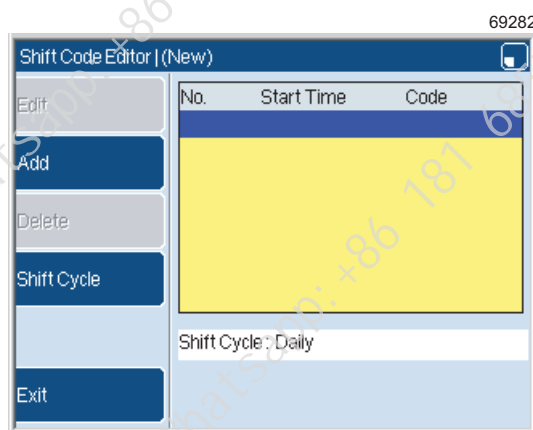 69282
Shift Code Editor | (New)
Edit
Add
Delete
Shift Cycle
Exit
No. Start Time Code
Shift Cycle : Daily